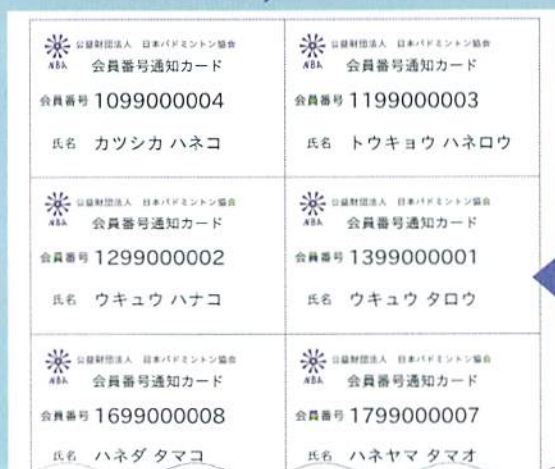 公益財団法人 日本バドミントン協会
NBA 会員番号通知カード
会員番号 1099000004
氏名 カツシカ ハネコ
公益財団法人 日本バドミントン協会
NBA 会員番号通知カード
会員番号 1199000003
氏名 トウキョウ ハネロウ
公益財団法人 日本バドミントン協会
NBA 会員番号通知カード
会員番号 1299000002
氏名 ウキュウ ハナコ
公益財団法人 日本バドミントン協会
NBA 会員番号通知カード
会員番号 1399000001
氏名 ウキュウ タロウ
公益財団法人 日本バドミントン協会
NBA 会員番号通知カード
会員番号 1699000008
氏名 ハネダ タマコ
公益財団法人 日本バドミントン協会
NBA 会員番号通知カード
会員番号 1799000007
氏名 ハネヤマ タマオ